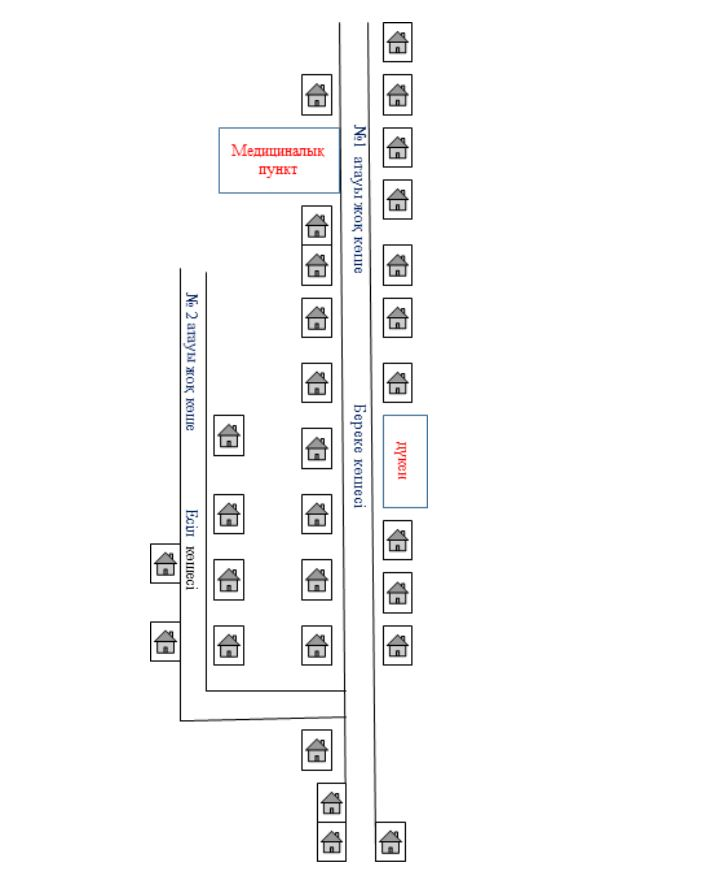 Медициналық
пункт
№1 атауы жоқ көше
№ 2 атауы жоқ көше
Береке көшесі
дүкен
Есіл көшесі